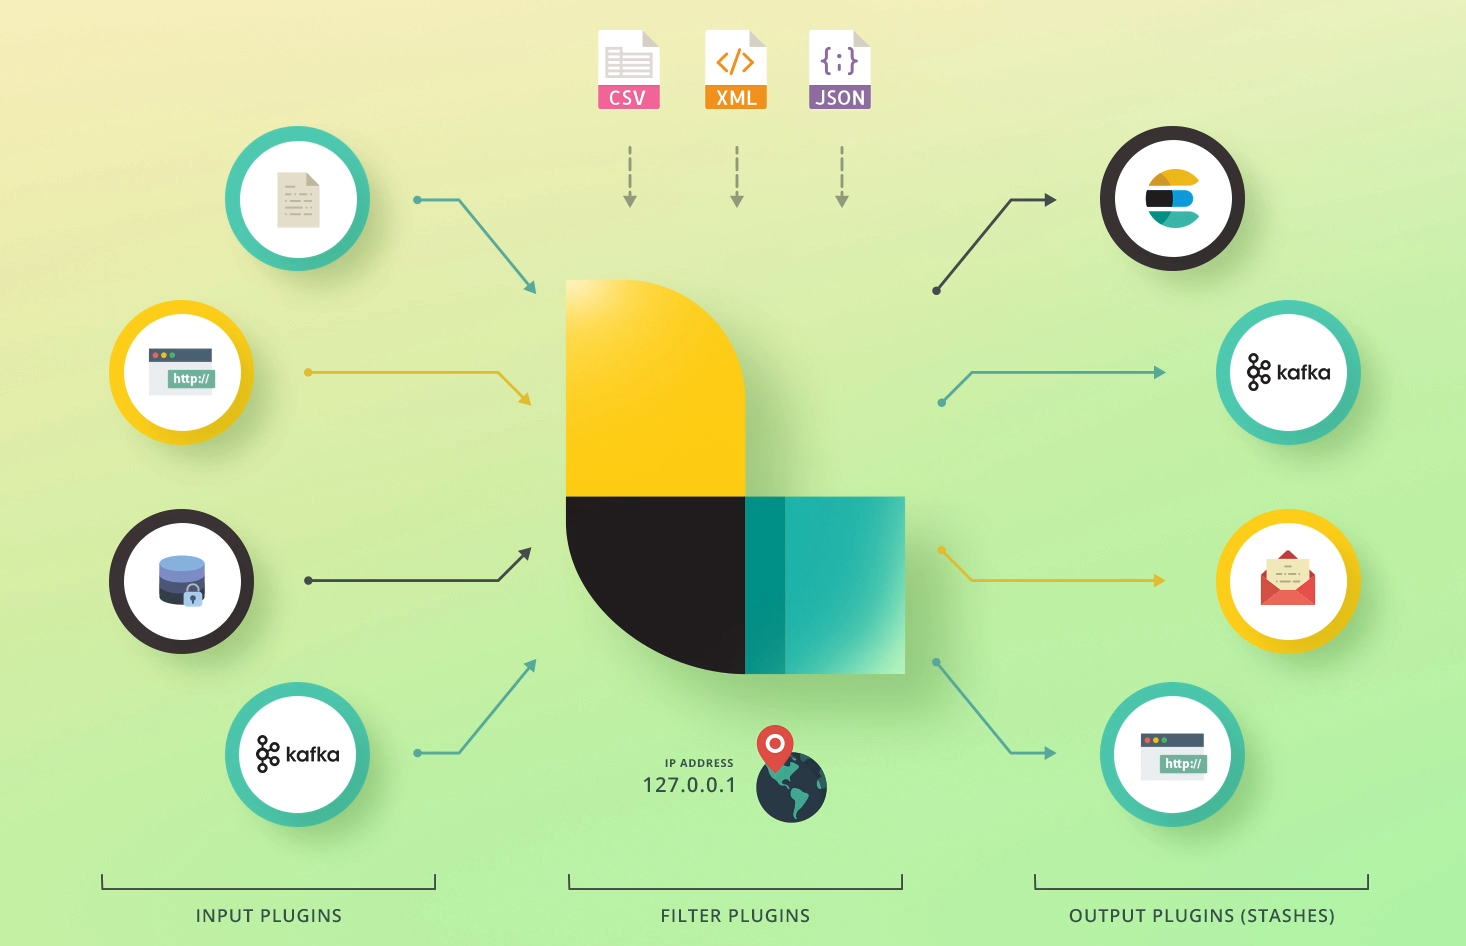 CSV
XML
JSON
http://
kafka
kafka
http://
IP ADDRESS
127.0.0.1
INPUT PLUGINS
FILTER PLUGINS
OUTPUT PLUGINS (STASHES)